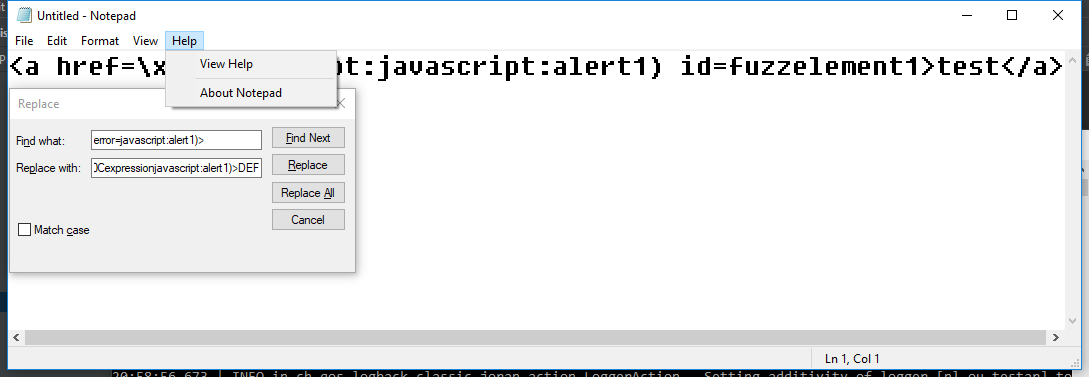 Untitled - Notepad
File Edit Format View Help
<a href=\x pt:javascript:alert1) id=fuzzelement1>test</a>
View Help
About Notepad
Replace
Find what: error=javascript:alert1)> Find Next
Replace with: )Cexpressionjavascript:alert1)>DEF Replace
Replace All
Cancel
Match case
Ln 1, Col 1
20:58:56,673 | INFO in ch.qos.logback.classic.joran.action.LoggerAction - Setting additivity of logger [nl.ou.testar] to